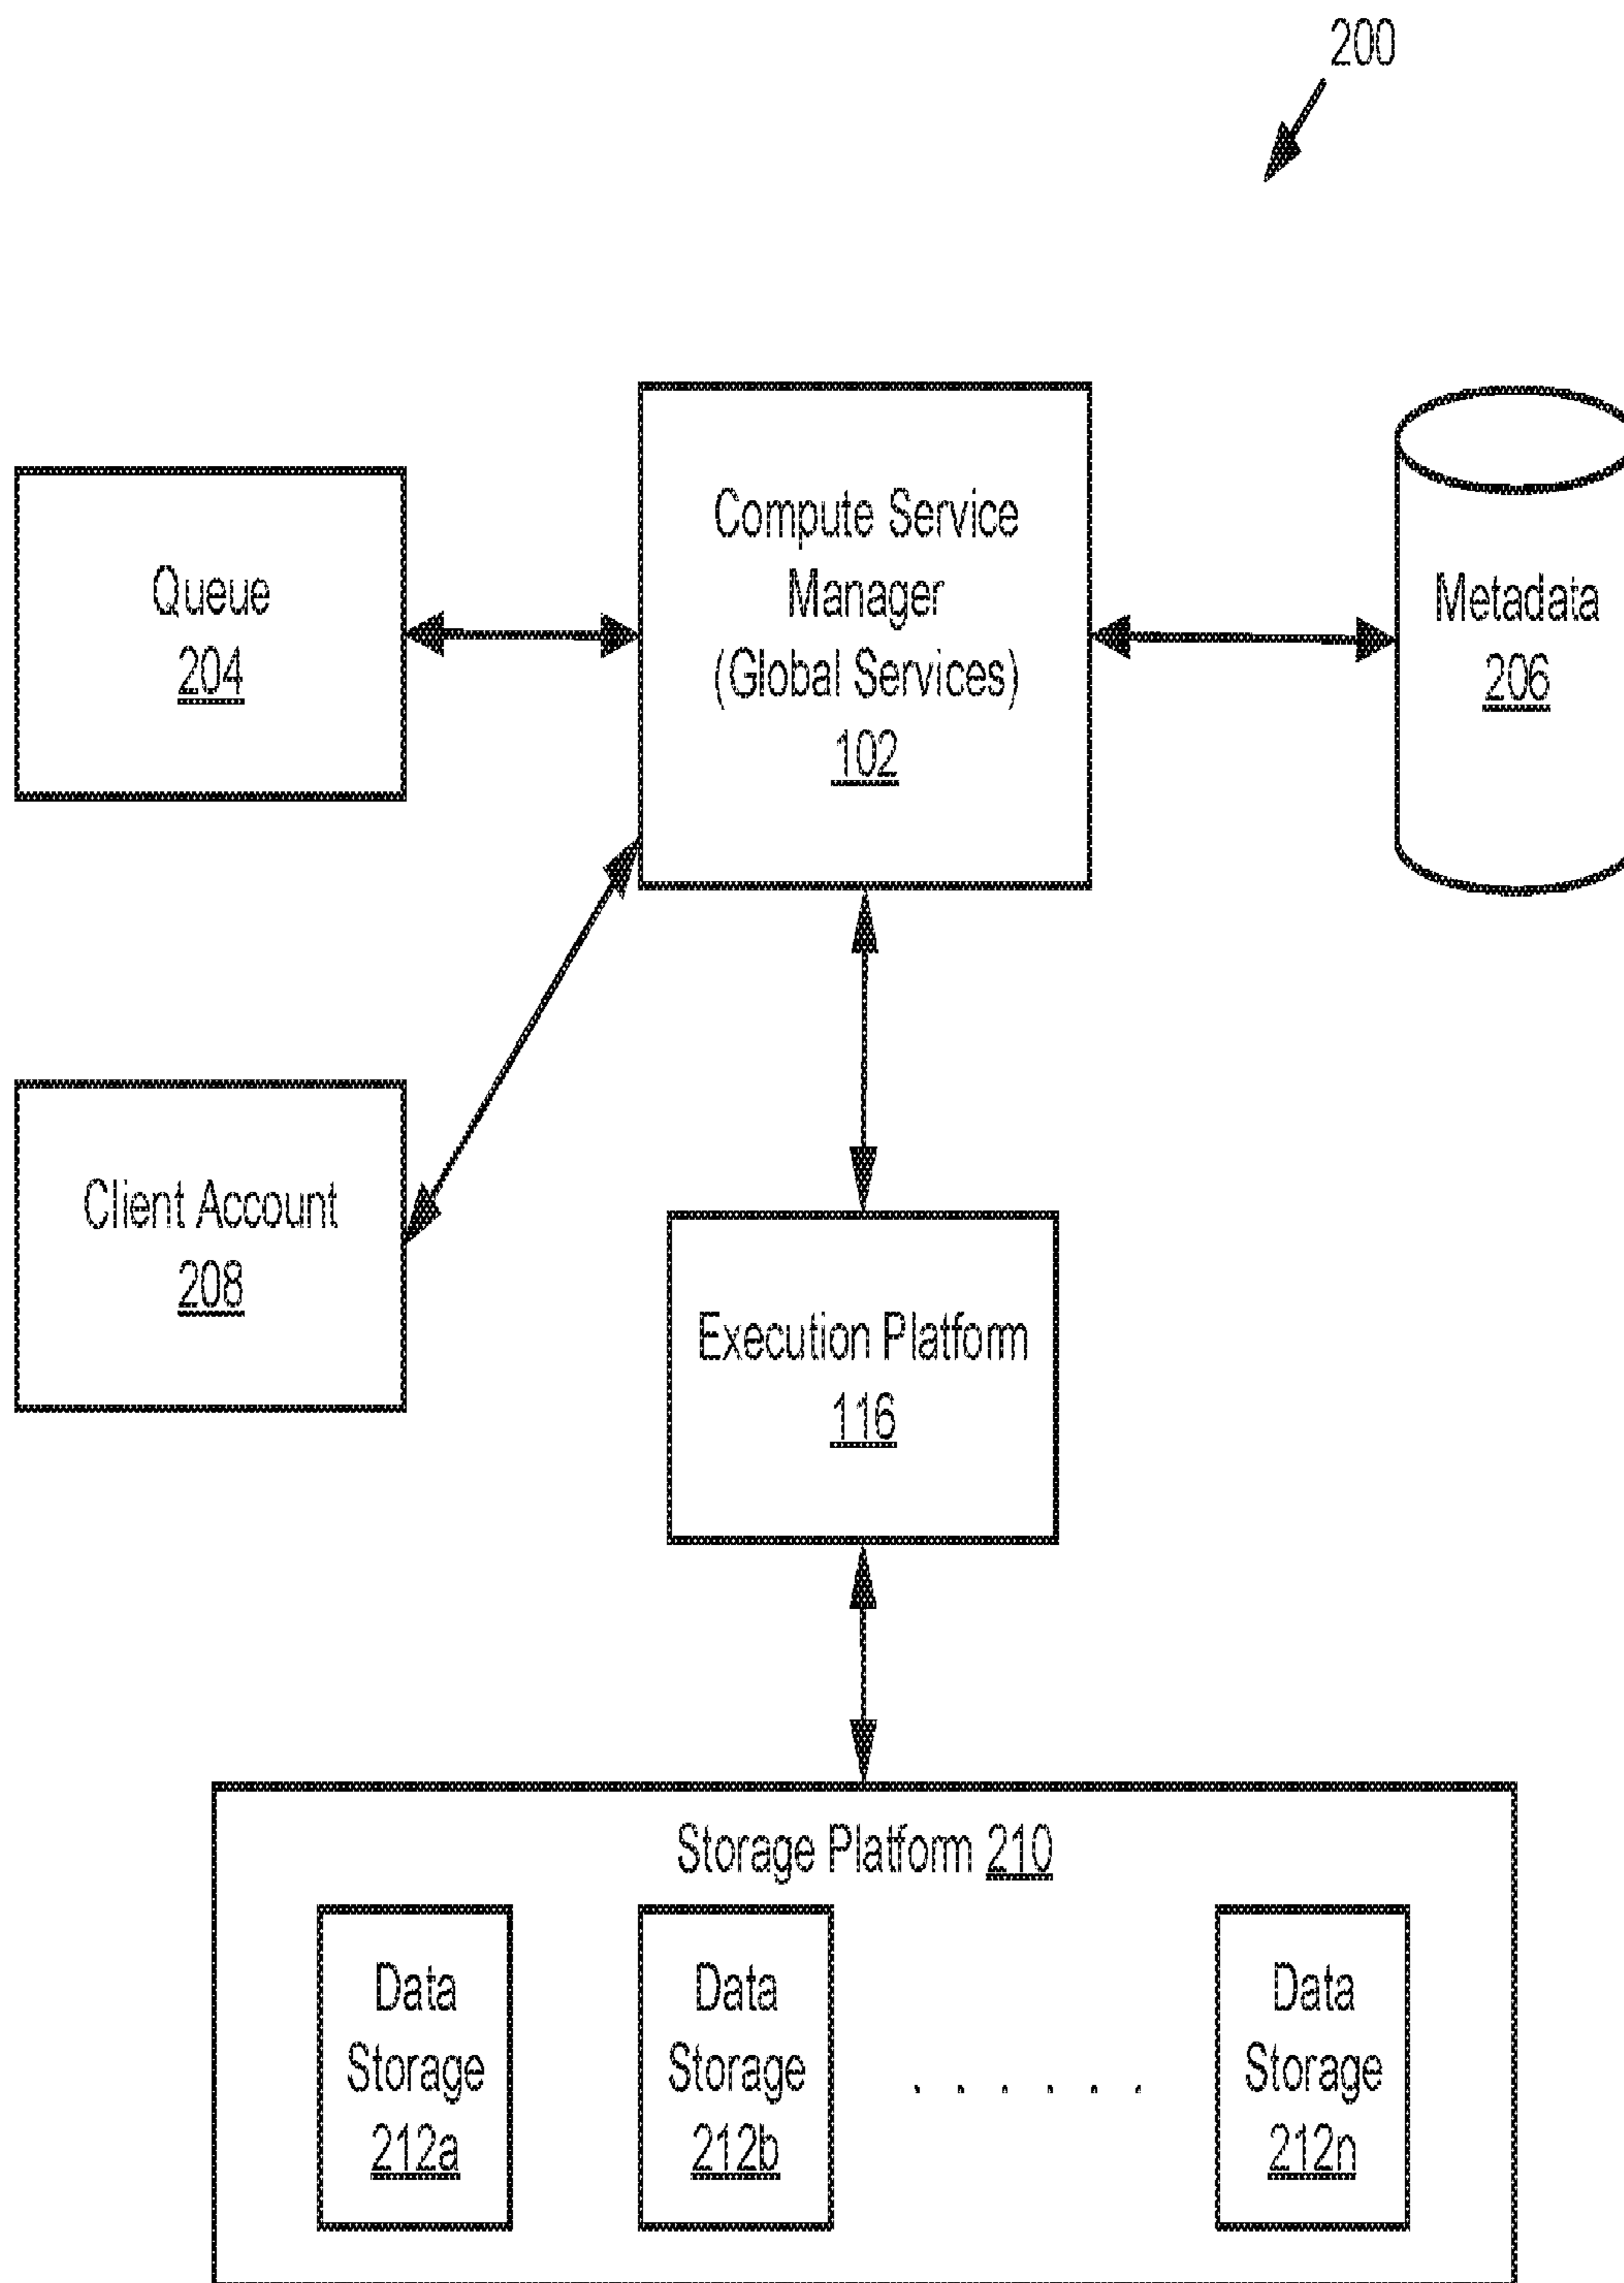 200
Queue
204
Compute Service
Manager
(Global Services)
102
Metadata
206
Client Account
208
Execution Platform
116
Storage Platform 210
Data
Storage
212a
Data
Storage
212b
. . . . . .
Data
Storage
212n